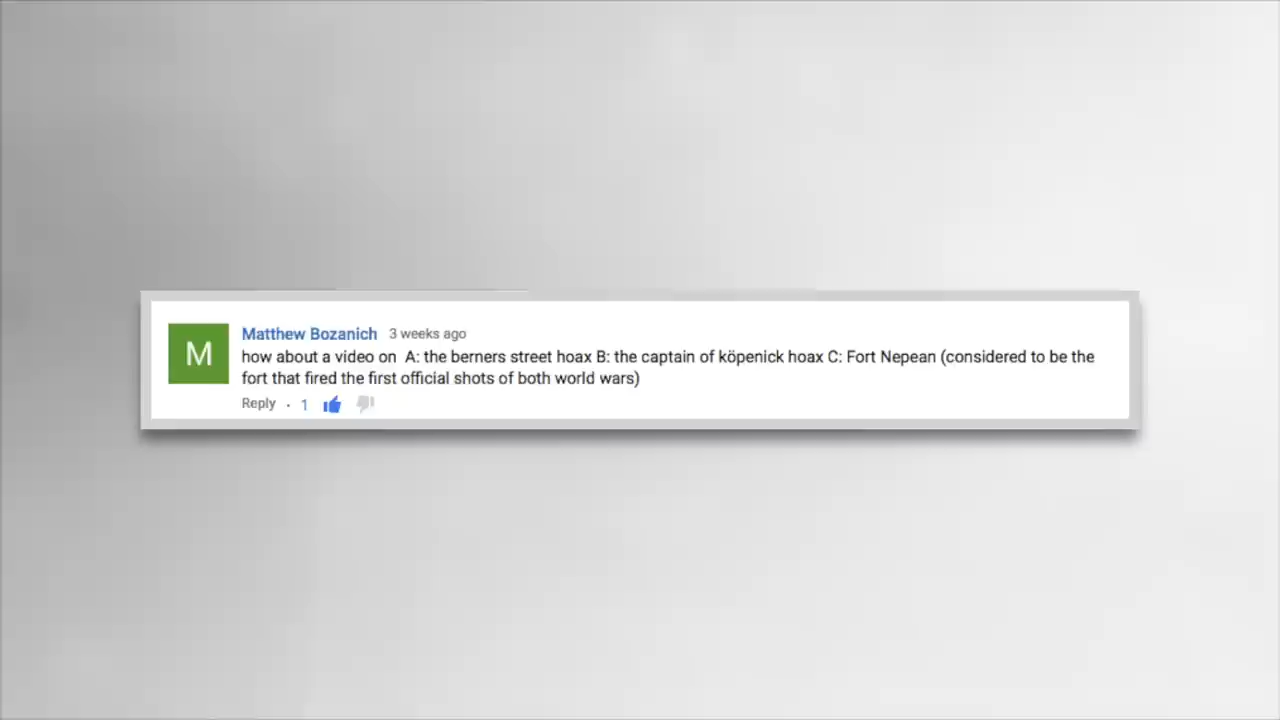 M
Matthew Bozanich 3 weeks ago
how about a video on  A: the berners street hoax B: the captain of köpenick hoax C: Fort Nepean (considered to be the
fort that fired the first official shots of both world wars)
Reply · 1